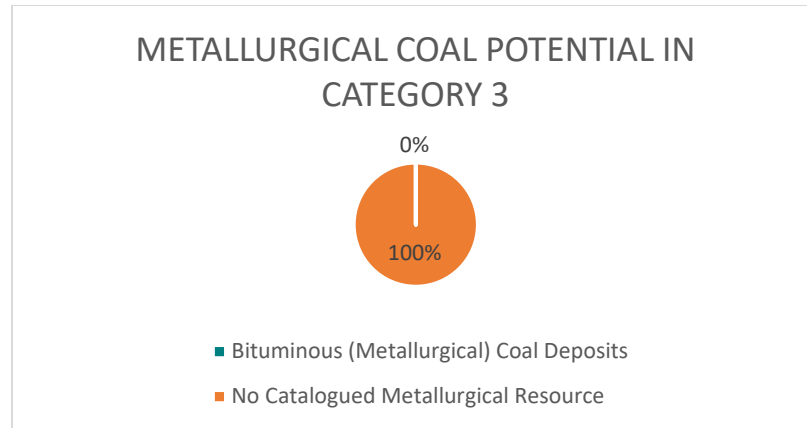 METALLURGICAL COAL POTENTIAL IN
CATEGORY 3
0%
100%
Bituminous (Metallurgical) Coal Deposits
No Catalogued Metallurgical Resource